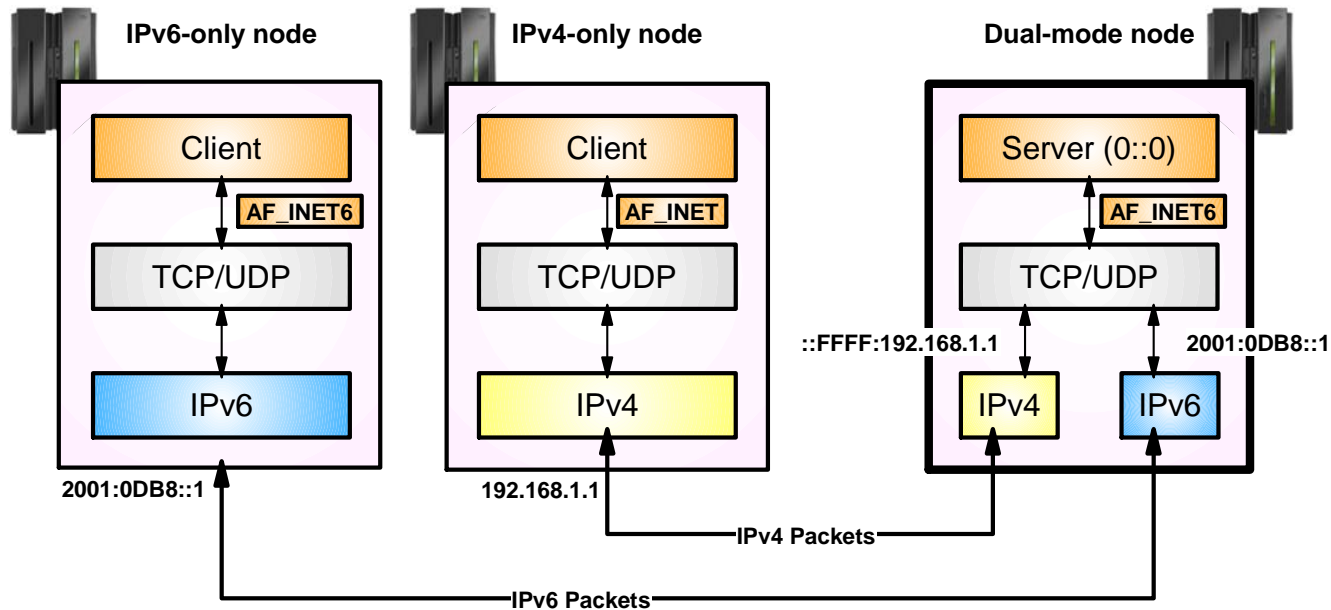 IPv6-only node
IPv4-only node
Dual-mode node
Client
Client
Server (0::0)
AF_INET6
AF_INET
AF_INET6
TCP/UDP
TCP/UDP
TCP/UDP
::FFFF:192.168.1.1
2001:0DB8::1
IPv6
IPv4
IPv4
IPv6
2001:0DB8::1
192.168.1.1
IPv4 Packets
IPv6 Packets